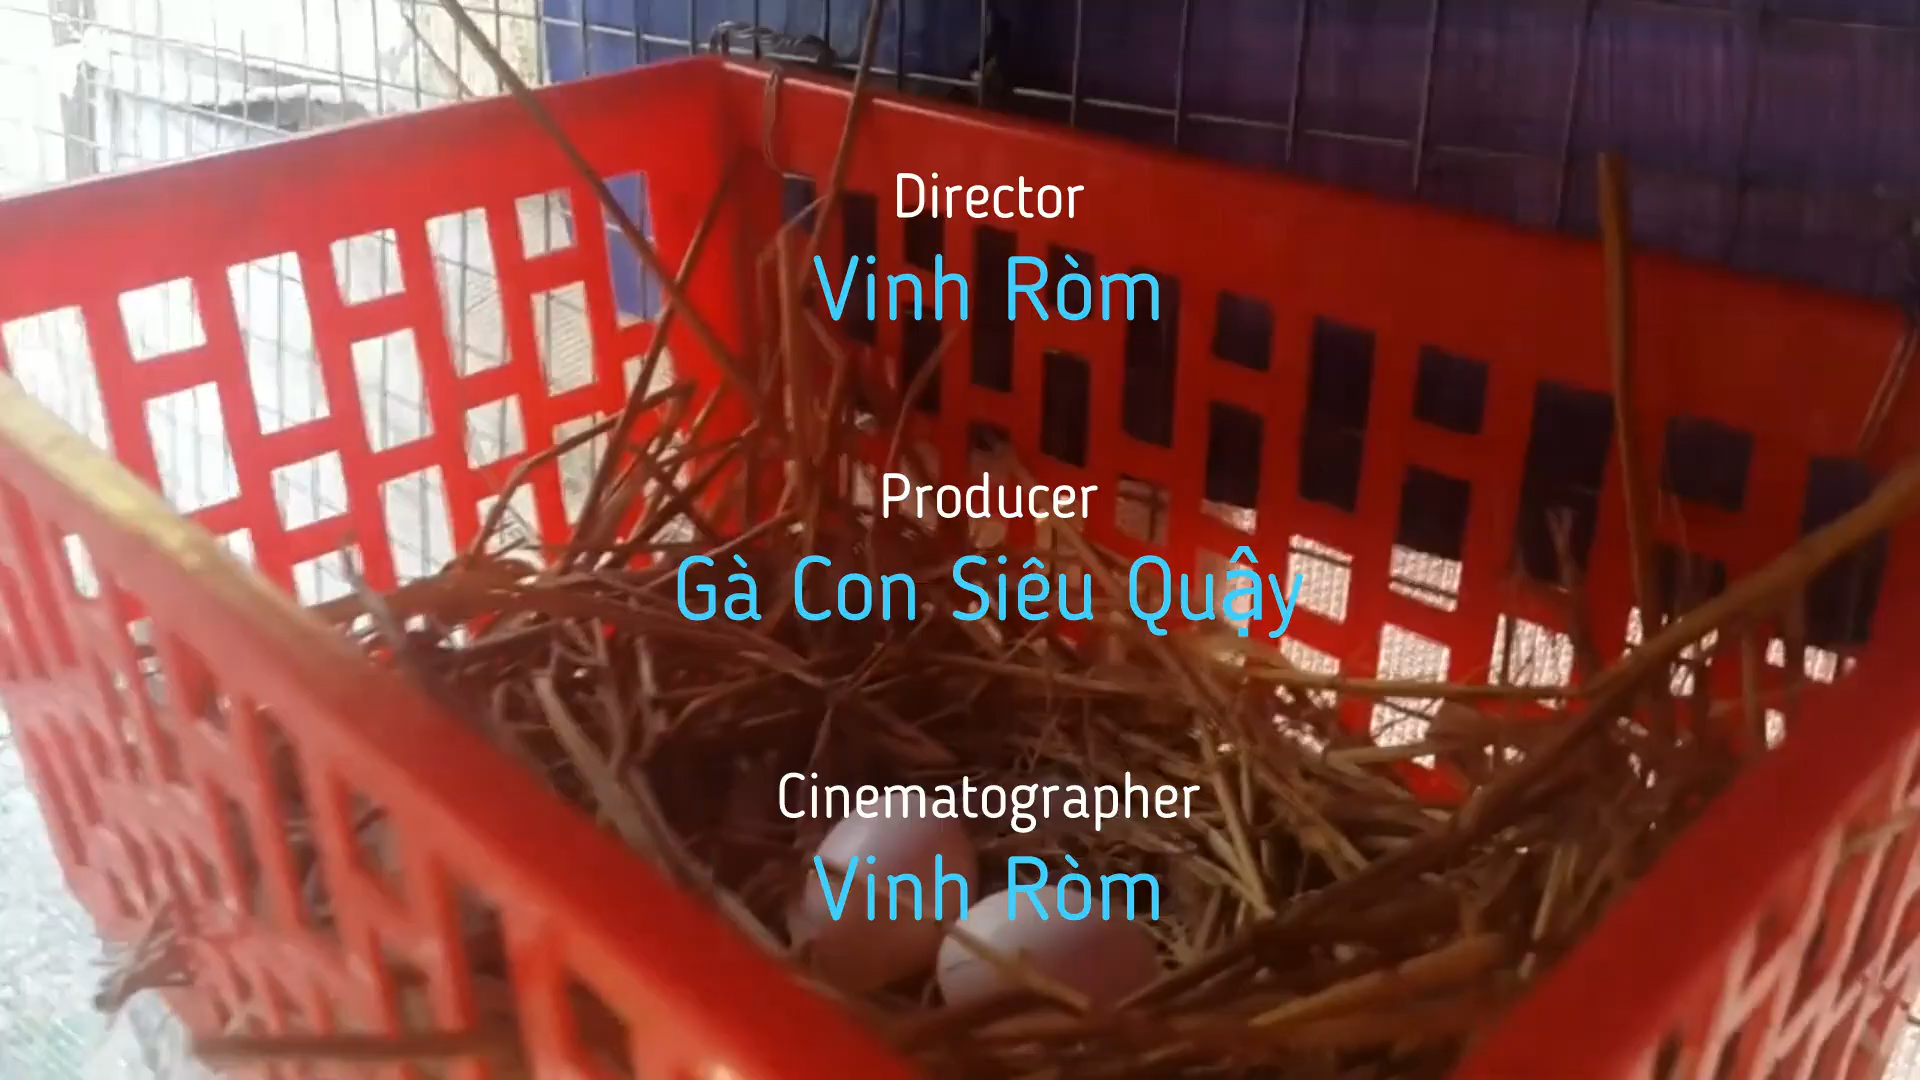 Director
Vinh Ròm
Producer
Gà Con Siêu Quậy
Cinematographer
Vinh Ròm